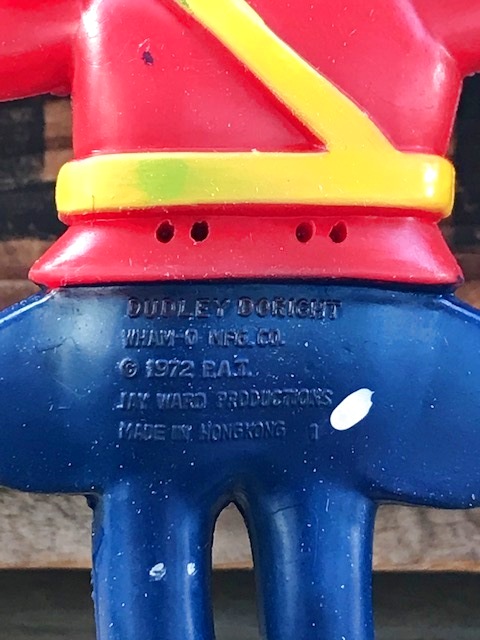 DUDLEY DORIGHT
WHAM-O MFG. CO.
© 1972 P.A.T.
JAY WARD PRODUCTIONS
MADE IN HONGKONG 1